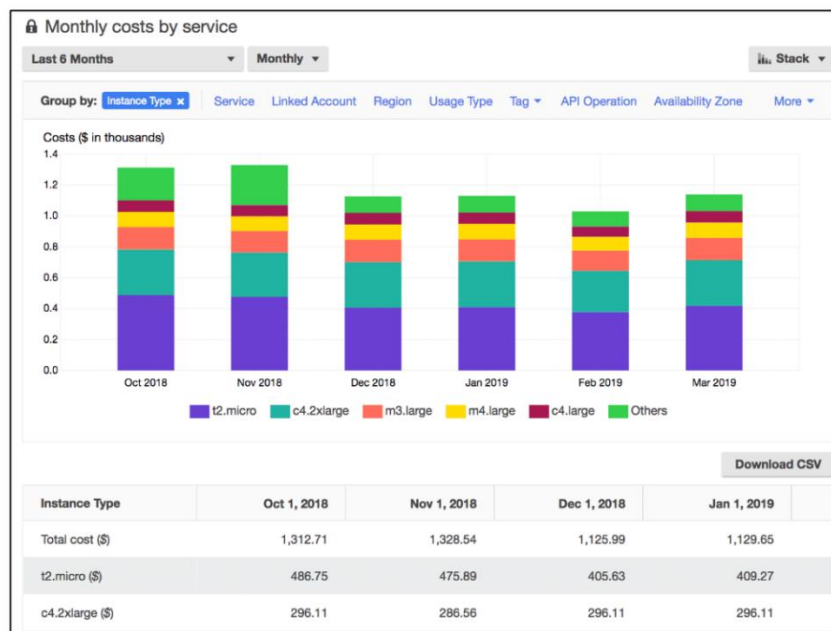 Monthly costs by service
Last 6 Months Monthly Stack
Group by: Instance Type × Service Linked Account Region Usage Type Tag API Operation Availability Zone More
Costs ($ in thousands)
1.4
1.2
1.0
0.8
0.6
0.4
0.2
0.0
Oct 2018 Nov 2018 Dec 2018 Jan 2019 Feb 2019 Mar 2019
t2.micro c4.2xlarge m3.large m4.large c4.large Others
Download CSV
Instance Type Oct 1, 2018 Nov 1, 2018 Dec 1, 2018 Jan 1, 2019
Total cost ($) 1,312.71 1,328.54 1,125.99 1,129.65
t2.micro ($) 486.75 475.89 405.63 409.27
c4.2xlarge ($) 296.11 286.56 296.11 296.11